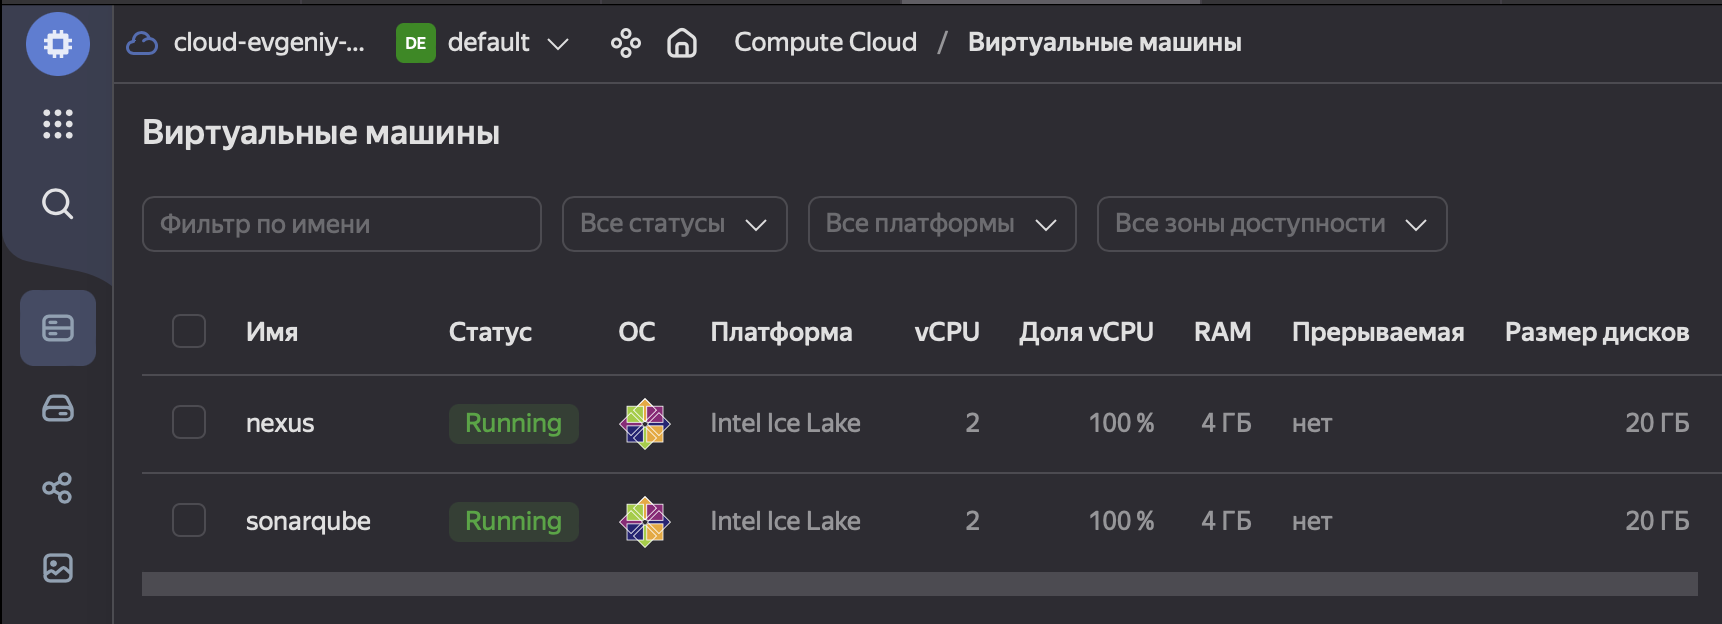 cloud-evgeniy-... DE default Compute Cloud / Виртуальные машины
Виртуальные машины
Фильтр по имени Все статусы Все платформы Все зоны доступности
Имя Статус ОС Платформа vCPU Доля vCPU RAM Прерываемая Размер дисков
nexus Running Intel Ice Lake 2 100 % 4 ГБ нет 20 ГБ
sonarqube Running Intel Ice Lake 2 100 % 4 ГБ нет 20 ГБ